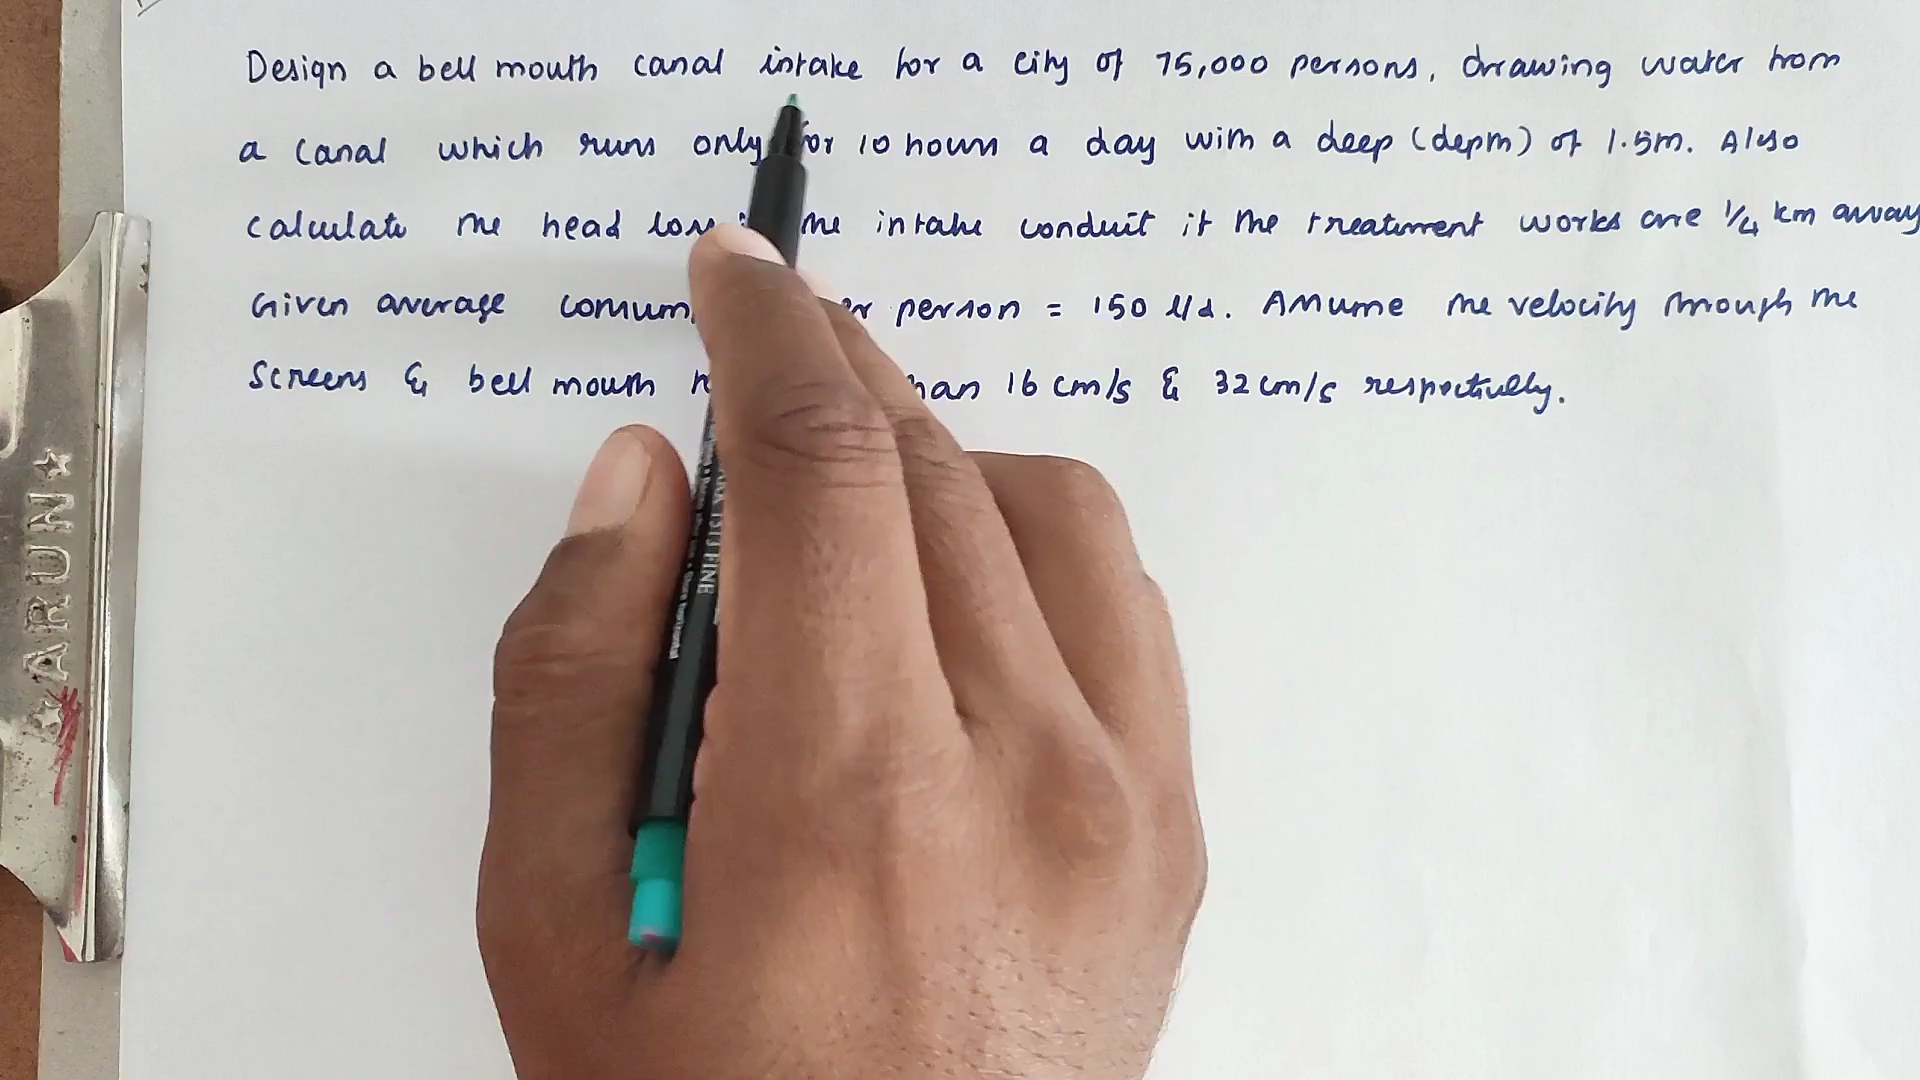 Design a bell mouth canal intake for a city of 75,000 persons, drawing water from
a canal which runs only for 10 hours a day with a deep (depth) of 1.5m. Also
calculate the head loss the intake conduit if the treatment works are 1/4 km away
Given average person = 150 l/d. Assume the velocity through the
screens & bell mouth than 16 cm/s & 32 cm/s respectively.
ARUN
FINE